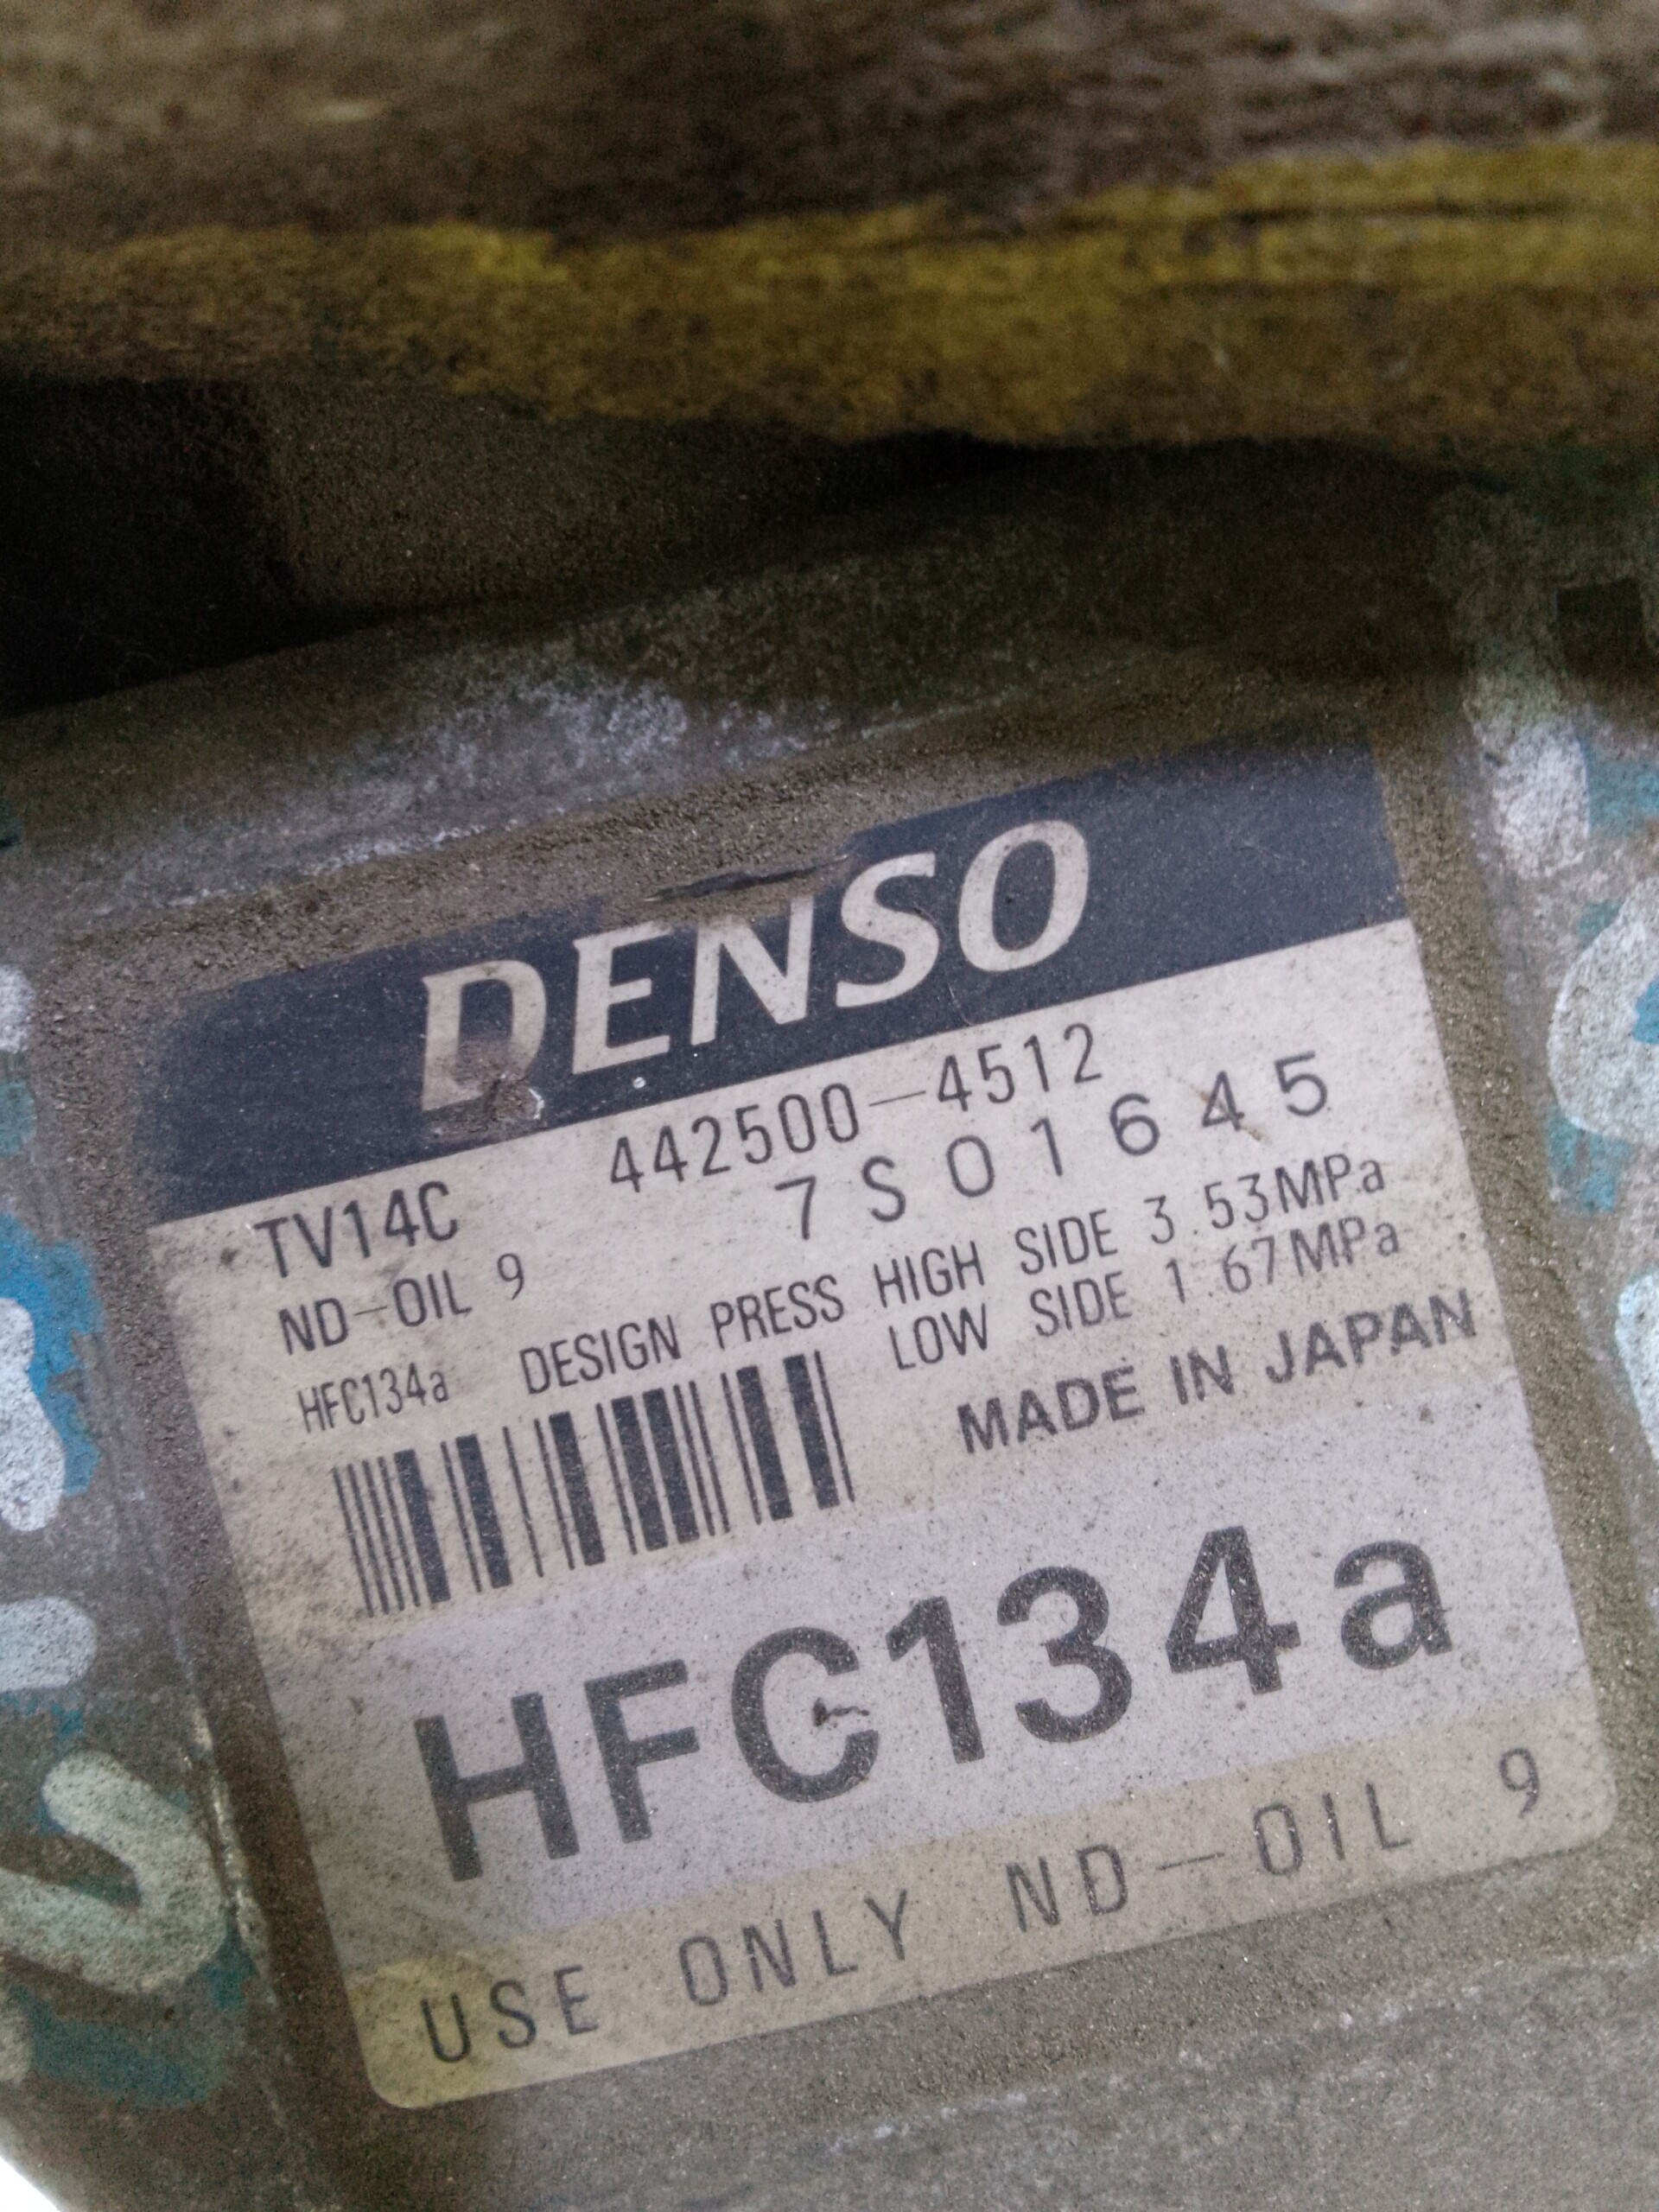 DENSO
442500-4512
TV14C 7S01645
ND-OIL 9
HFC134a DESIGN PRESS HIGH SIDE 3.53MPa
LOW SIDE 1.67MPa
MADE IN JAPAN
HFC134a
USE ONLY ND-OIL 9